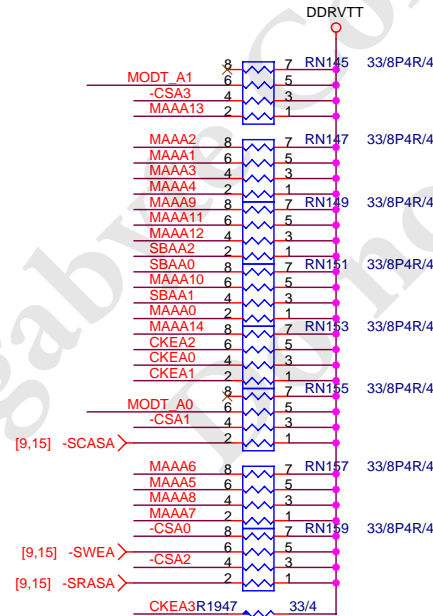 DDRVTT
8 7 RN145 33/8P4R/4
MODT_A1 6 5
-CSA3 4 3
MAAA13 2 1
MAAA2 8 7 RN147 33/8P4R/4
MAAA1 6 5
MAAA3 4 3
MAAA4 2 1
MAAA9 8 7 RN149 33/8P4R/4
MAAA11 6 5
MAAA12 4 3
SBAA2 2 1
SBAA0 8 7 RN151 33/8P4R/4
MAAA10 6 5
SBAA1 4 3
MAAA0 2 1
MAAA14 8 7 RN153 33/8P4R/4
CKEA2 6 5
CKEA0 4 3
CKEA1 2 1
8 7 RN155 33/8P4R/4
MODT_A0 6 5
-CSA1 4 3
[9,15] -SCASA 2 1
MAAA6 8 7 RN157 33/8P4R/4
MAAA5 6 5
MAAA8 4 3
MAAA7 2 1
-CSA0 8 7 RN159 33/8P4R/4
[9,15] -SWEA 6 5
-CSA2 4 3
[9,15] -SRASA 2 1
CKEA3 R1947 33/4